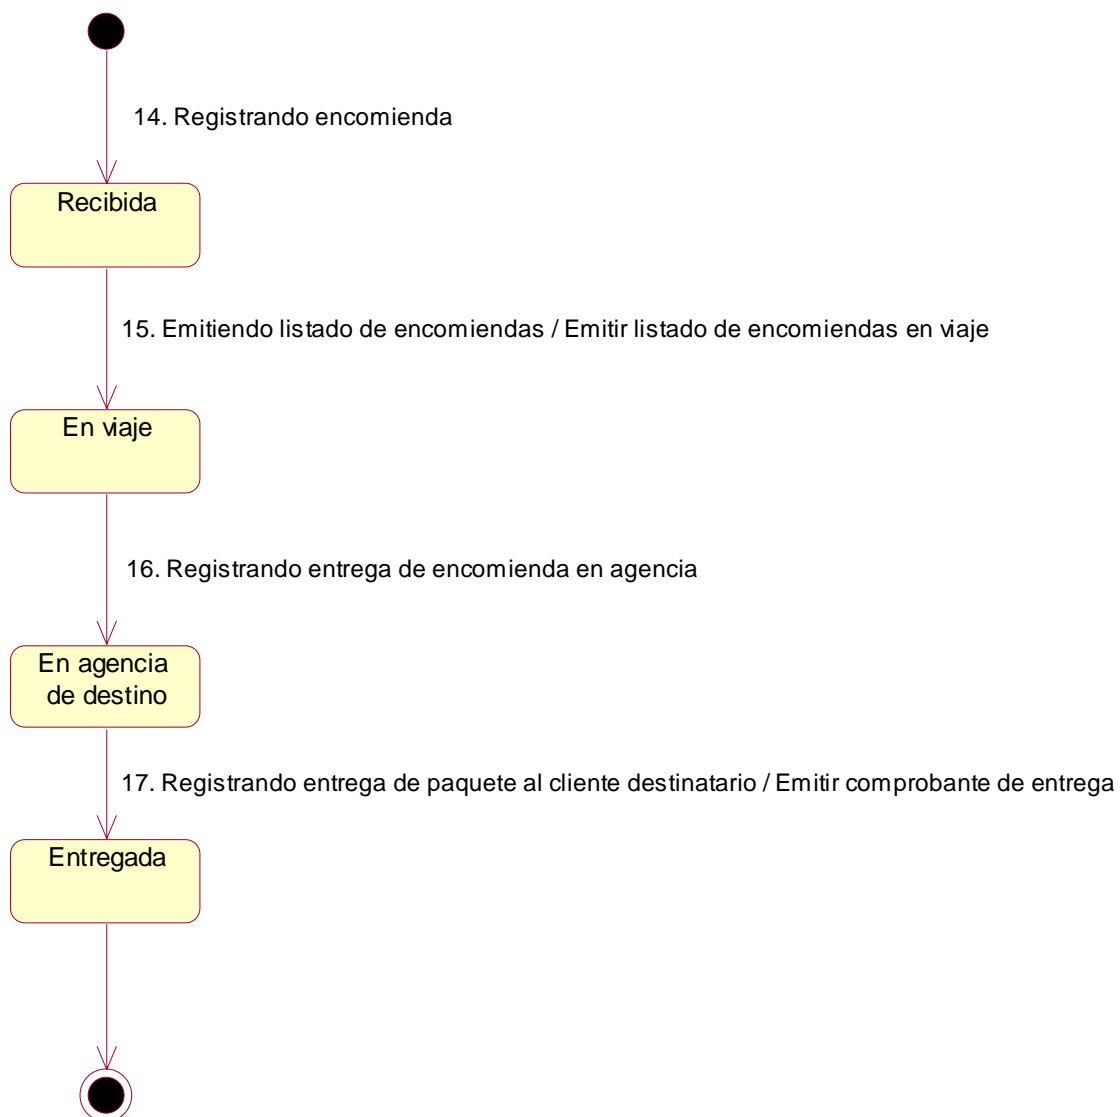 14. Registrando encomienda
Recibida
15. Emitiendo listado de encomiendas / Emitir listado de encomiendas en viaje
En viaje
16. Registrando entrega de encomienda en agencia
En agencia
de destino
17. Registrando entrega de paquete al cliente destinatario / Emitir comprobante de entrega
Entregada